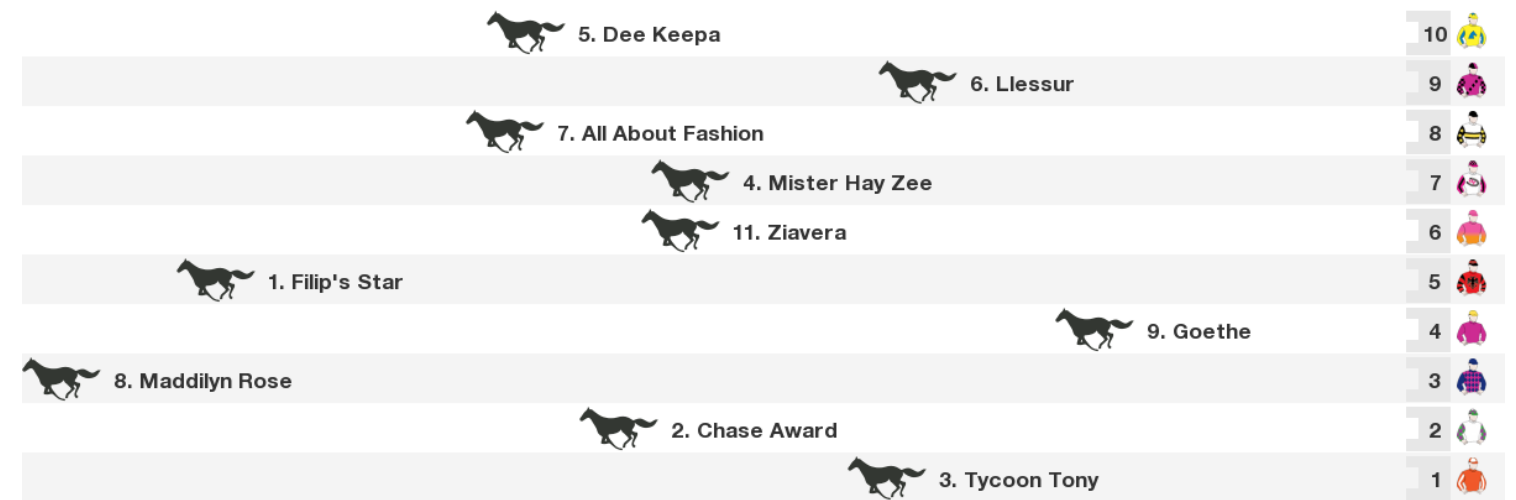 5. Dee Keepa 10
6. Llessur 9
7. All About Fashion 8
4. Mister Hay Zee 7
11. Ziavera 6
1. Filip's Star 5
9. Goethe 4
8. Maddilyn Rose 3
2. Chase Award 2
3. Tycoon Tony 1